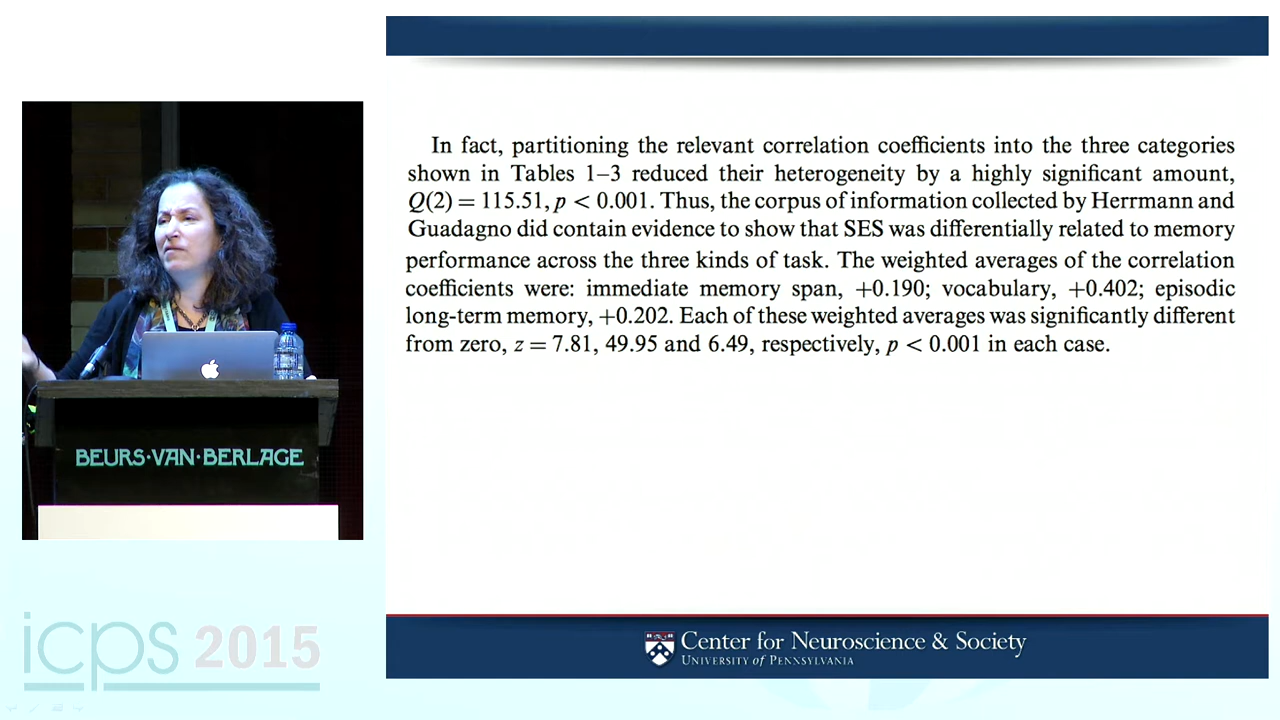 In fact, partitioning the relevant correlation coefficients into the three categories
shown in Tables 1–3 reduced their heterogeneity by a highly significant amount,
Q(2) = 115.51, p < 0.001. Thus, the corpus of information collected by Herrmann and
Guadagno did contain evidence to show that SES was differentially related to memory
performance across the three kinds of task. The weighted averages of the correlation
coefficients were: immediate memory span, +0.190; vocabulary, +0.402; episodic
long-term memory, +0.202. Each of these weighted averages was significantly different
from zero, z = 7.81, 49.95 and 6.49, respectively, p < 0.001 in each case.
BEURS·VAN·BERLAGE
icps 2015
Center for Neuroscience & Society
UNIVERSITY of PENNSYLVANIA